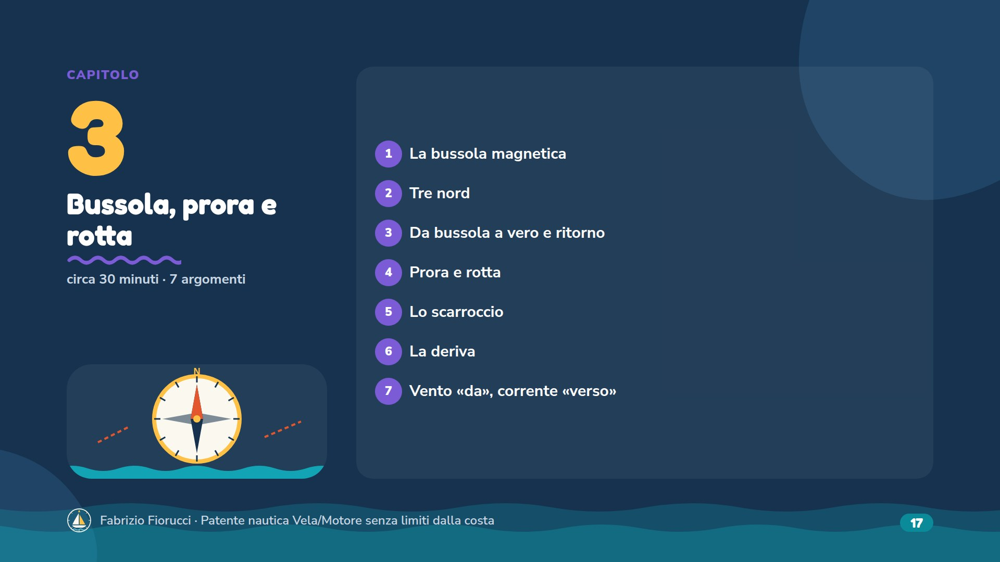 CAPITOLO
3
Bussola, prora e
rotta
circa 30 minuti · 7 argomenti
N
1 La bussola magnetica
2 Tre nord
3 Da bussola a vero e ritorno
4 Prora e rotta
5 Lo scarroccio
6 La deriva
7 Vento «da», corrente «verso»
Fabrizio Fiorucci · Patente nautica Vela/Motore senza limiti dalla costa
17